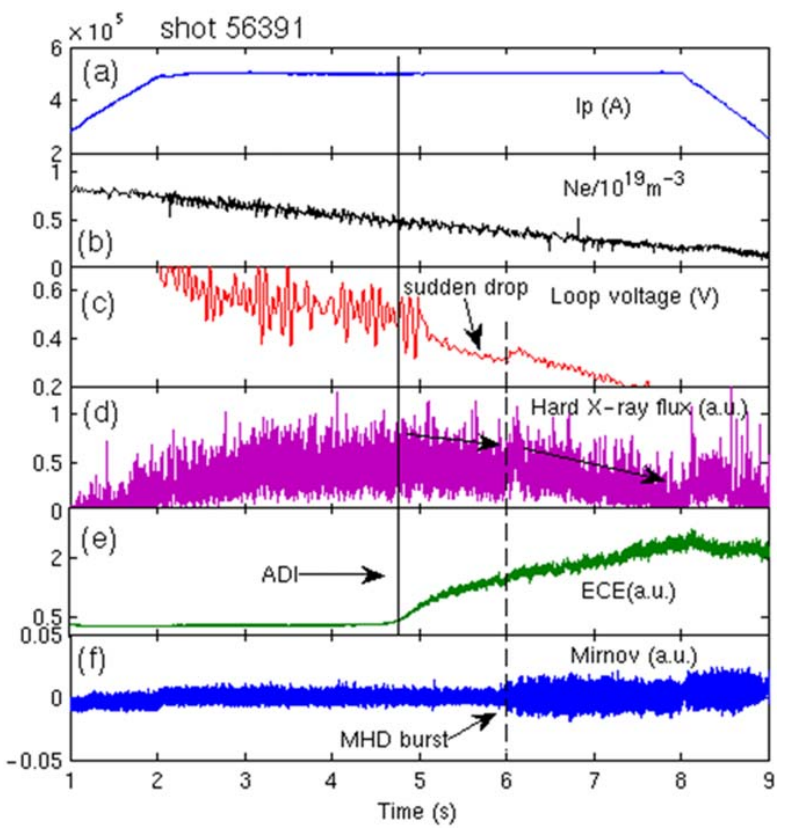 × 10⁵ shot 56391
6
(a)
4
Ip (A)
2
1
Ne/10¹⁹m⁻³
0.5
(b)
0
0.6
sudden drop
Loop voltage (V)
(c)
0.4
0.2
(d)
Hard X-ray flux (a.u.)
1
0.5
0
(e)
2
ADI
ECE(a.u.)
0.5
0.05
(f)
Mirnov (a.u.)
0
MHD burst
-0.05
1 2 3 4 5 6 7 8 9
Time (s)